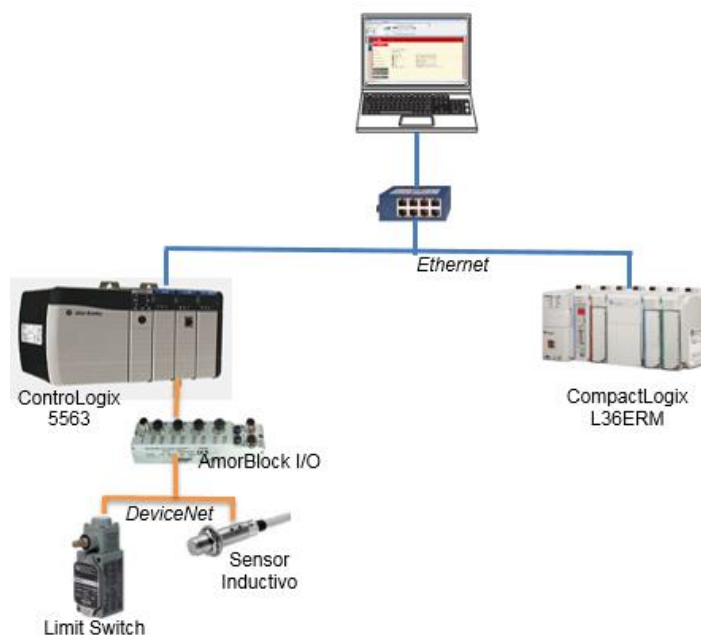 Ethernet
ControLogix
5563
CompactLogix
L36ERM
AmorBlock I/O
DeviceNet
Sensor
Inductivo
Limit Switch